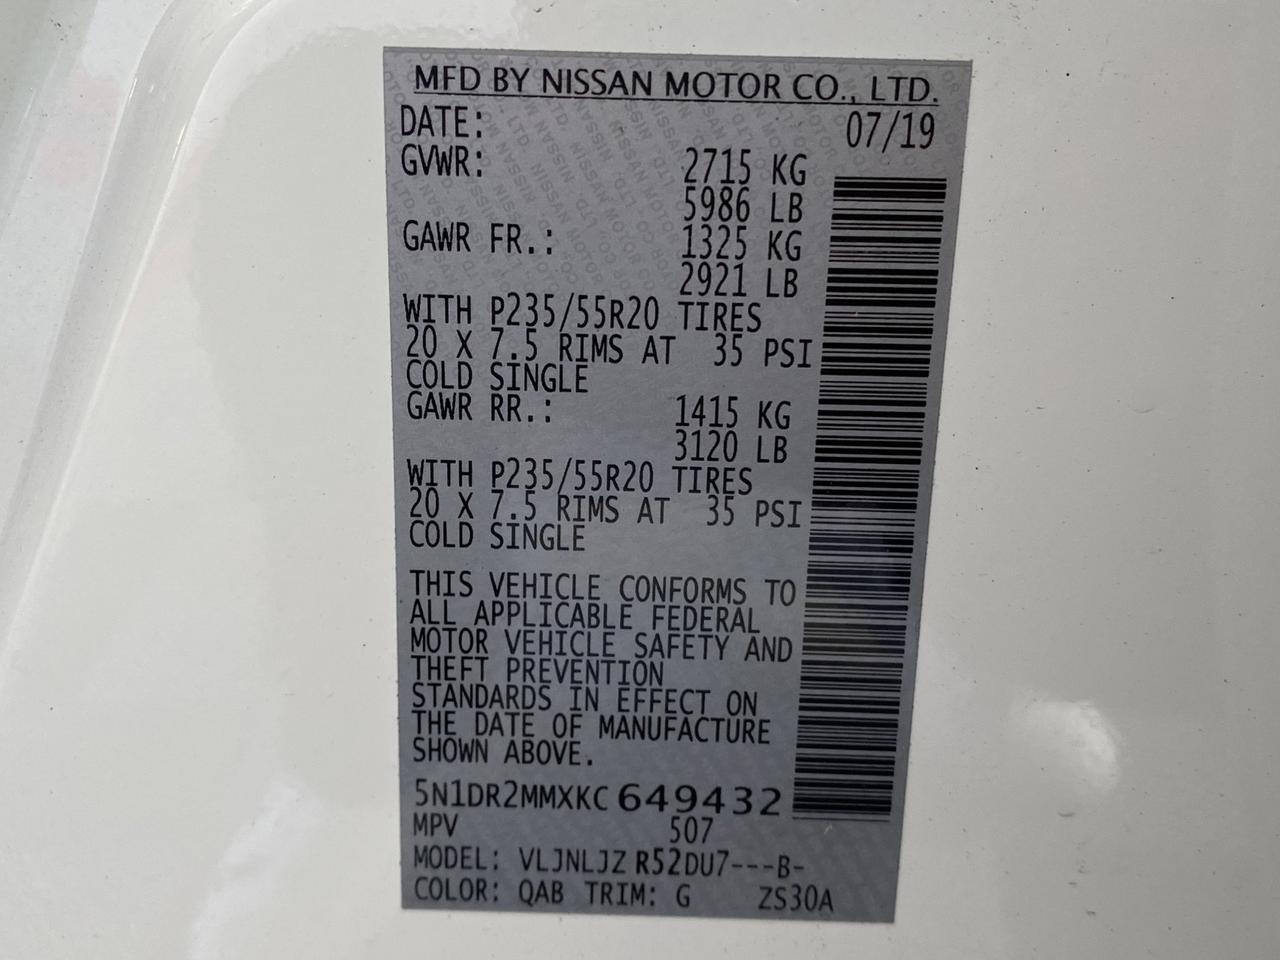 MFD BY NISSAN MOTOR CO., LTD.
DATE: 07/19
GVWR: 2715 KG
5986 LB
GAWR FR.: 1325 KG
2921 LB
WITH P235/55R20 TIRES
20 X 7.5 RIMS AT 35 PSI
COLD SINGLE
GAWR RR.: 1415 KG
3120 LB
WITH P235/55R20 TIRES
20 X 7.5 RIMS AT 35 PSI
COLD SINGLE
THIS VEHICLE CONFORMS TO
ALL APPLICABLE FEDERAL
MOTOR VEHICLE SAFETY AND
THEFT PREVENTION
STANDARDS IN EFFECT ON
THE DATE OF MANUFACTURE
SHOWN ABOVE.
5N1DR2MMXKC 649432
MPV 507
MODEL: VLJNLJZ R52DU7---B-
COLOR: QAB TRIM: G ZS30A